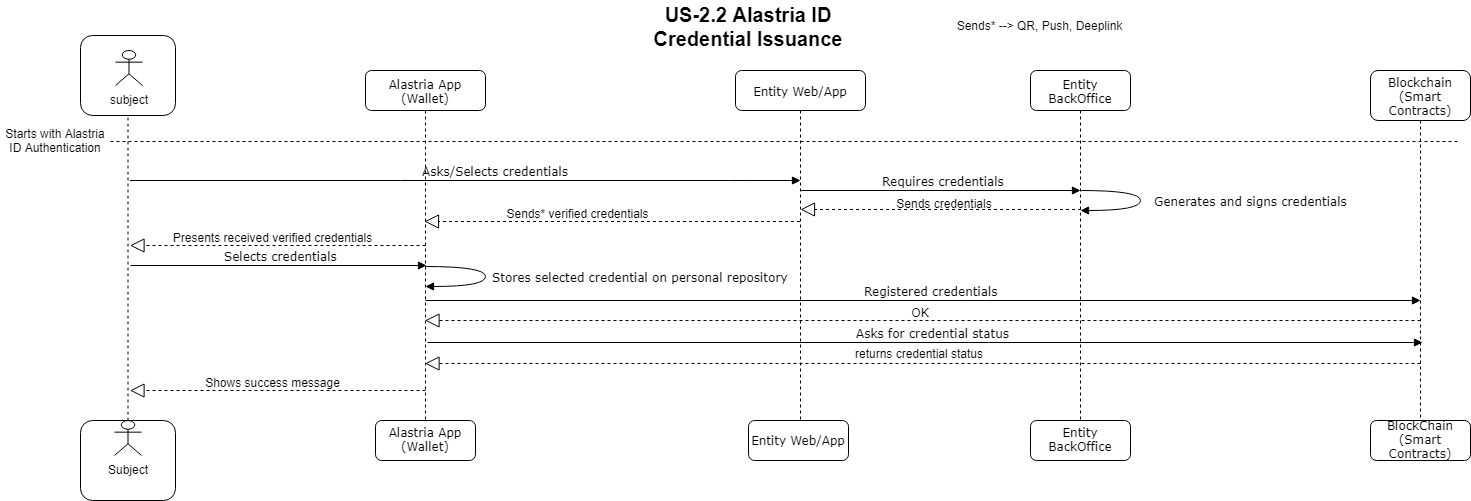 US-2.2 Alastria ID
Credential Issuance
Sends* --> QR, Push, Deeplink
subject
Alastria App
(Wallet)
Entity Web/App
Entity
BackOffice
Blockchain
(Smart
Contracts)
Starts with Alastria
ID Authentication
Asks/Selects credentials
Requires credentials
Generates and signs credentials
Sends credentials
Sends* verified credentials
Presents received verified credentials
Selects credentials
Stores selected credential on personal repository
Registered credentials
OK
Asks for credential status
returns credential status
Shows success message
Subject
Alastria App
(Wallet)
Entity Web/App
Entity
BackOffice
BlockChain
(Smart
Contracts)